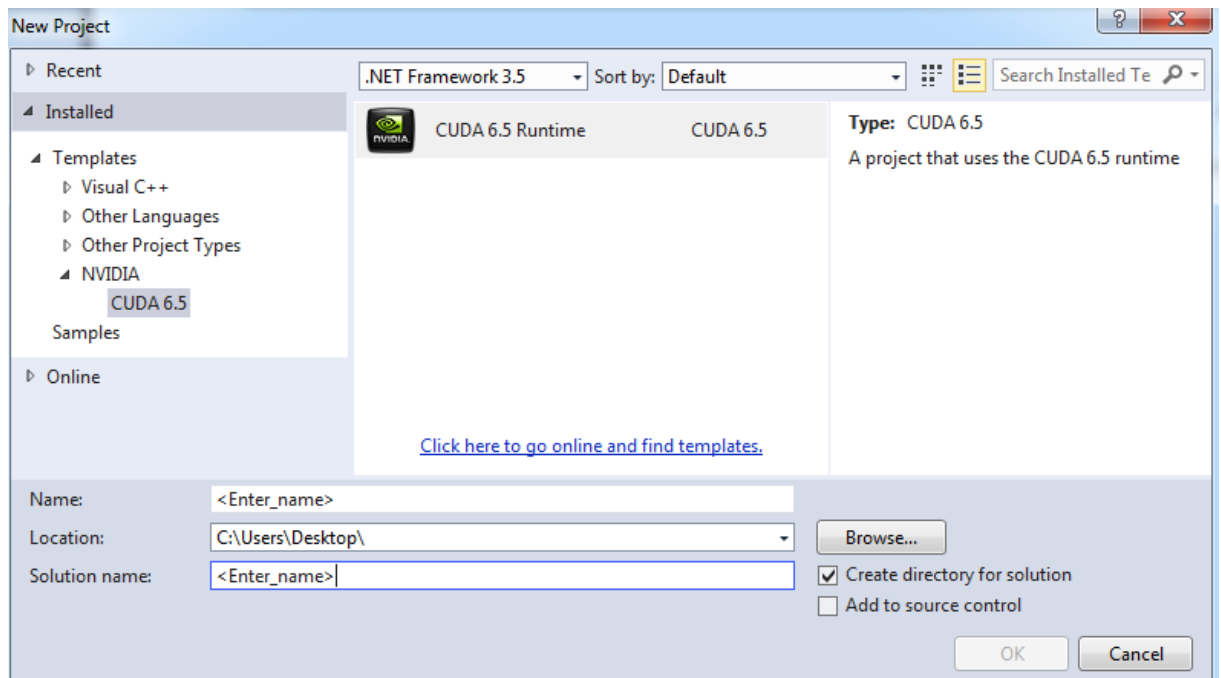 New Project
?
Recent
Installed
Templates
Visual C++
Other Languages
Other Project Types
NVIDIA
CUDA 6.5
Samples
Online
.NET Framework 3.5 Sort by: Default Search Installed Te
NVIDIA. CUDA 6.5 Runtime CUDA 6.5
Click here to go online and find templates.
Type: CUDA 6.5
A project that uses the CUDA 6.5 runtime
Name: <Enter_name>
Location: C:\Users\Desktop\ Browse...
Solution name: <Enter_name> Create directory for solution
Add to source control
OK Cancel